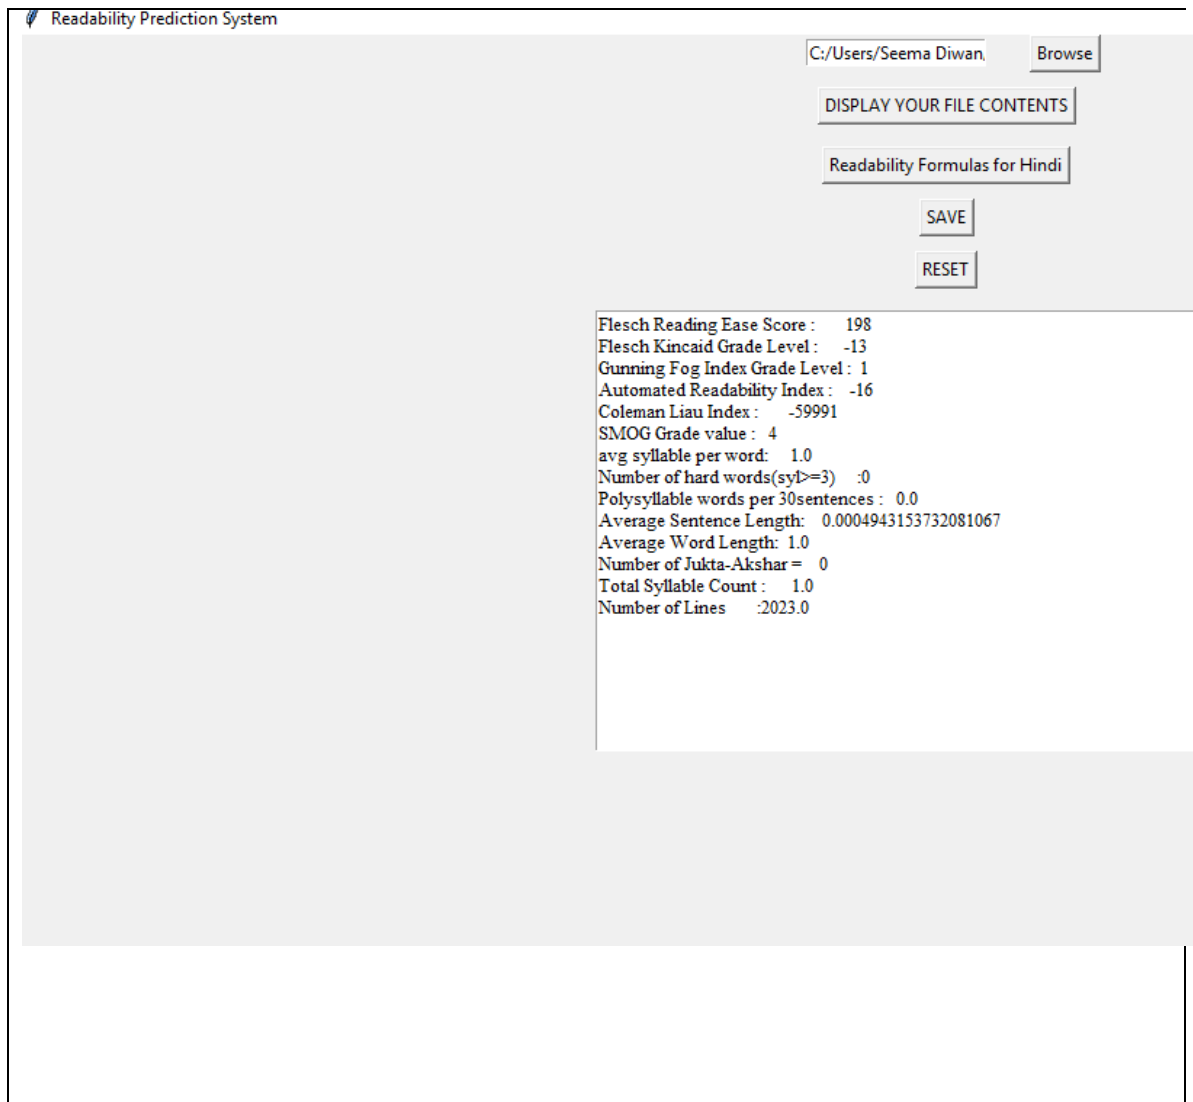 Readability Prediction System
C:/Users/Seema Diwan, Browse
DISPLAY YOUR FILE CONTENTS
Readability Formulas for Hindi
SAVE
RESET
Flesch Reading Ease Score : 198
Flesch Kincaid Grade Level : -13
Gunning Fog Index Grade Level : 1
Automated Readability Index : -16
Coleman Liau Index : -59991
SMOG Grade value : 4
avg syllable per word: 1.0
Number of hard words(syl>=3) :0
Polysyllable words per 30sentences : 0.0
Average Sentence Length: 0.0004943153732081067
Average Word Length: 1.0
Number of Jukta-Akshar = 0
Total Syllable Count : 1.0
Number of Lines :2023.0